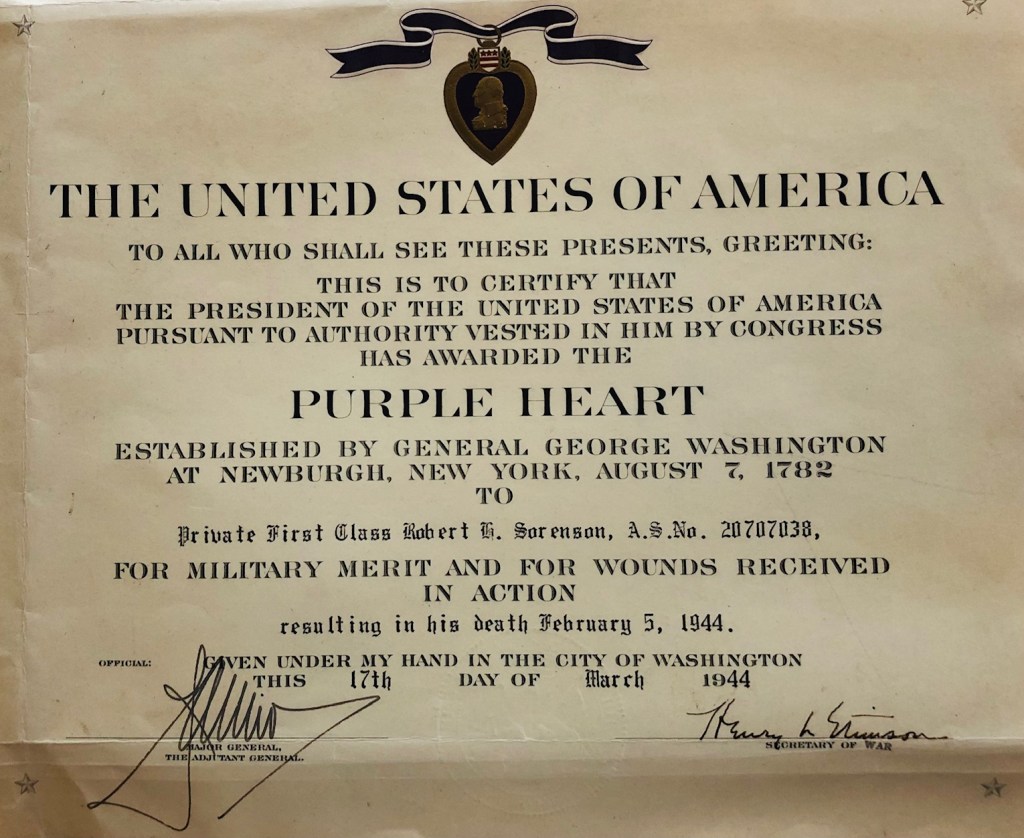 THE UNITED STATES OF AMERICA
TO ALL WHO SHALL SEE THESE PRESENTS, GREETING:
THIS IS TO CERTIFY THAT
THE PRESIDENT OF THE UNITED STATES OF AMERICA
PURSUANT TO AUTHORITY VESTED IN HIM BY CONGRESS
HAS AWARDED THE
PURPLE HEART
ESTABLISHED BY GENERAL GEORGE WASHINGTON
AT NEWBURGH, NEW YORK, AUGUST 7, 1782
TO
Private First Class Robert H. Sorenson, A.S.No. 20707038,
FOR MILITARY MERIT AND FOR WOUNDS RECEIVED
IN ACTION
resulting in his death February 5, 1944.
OFFICIAL: GIVEN UNDER MY HAND IN THE CITY OF WASHINGTON
THIS 17th DAY OF March 1944
Henry L Stimson
MAJOR GENERAL, SECRETARY OF WAR
THE ADJUTANT GENERAL.